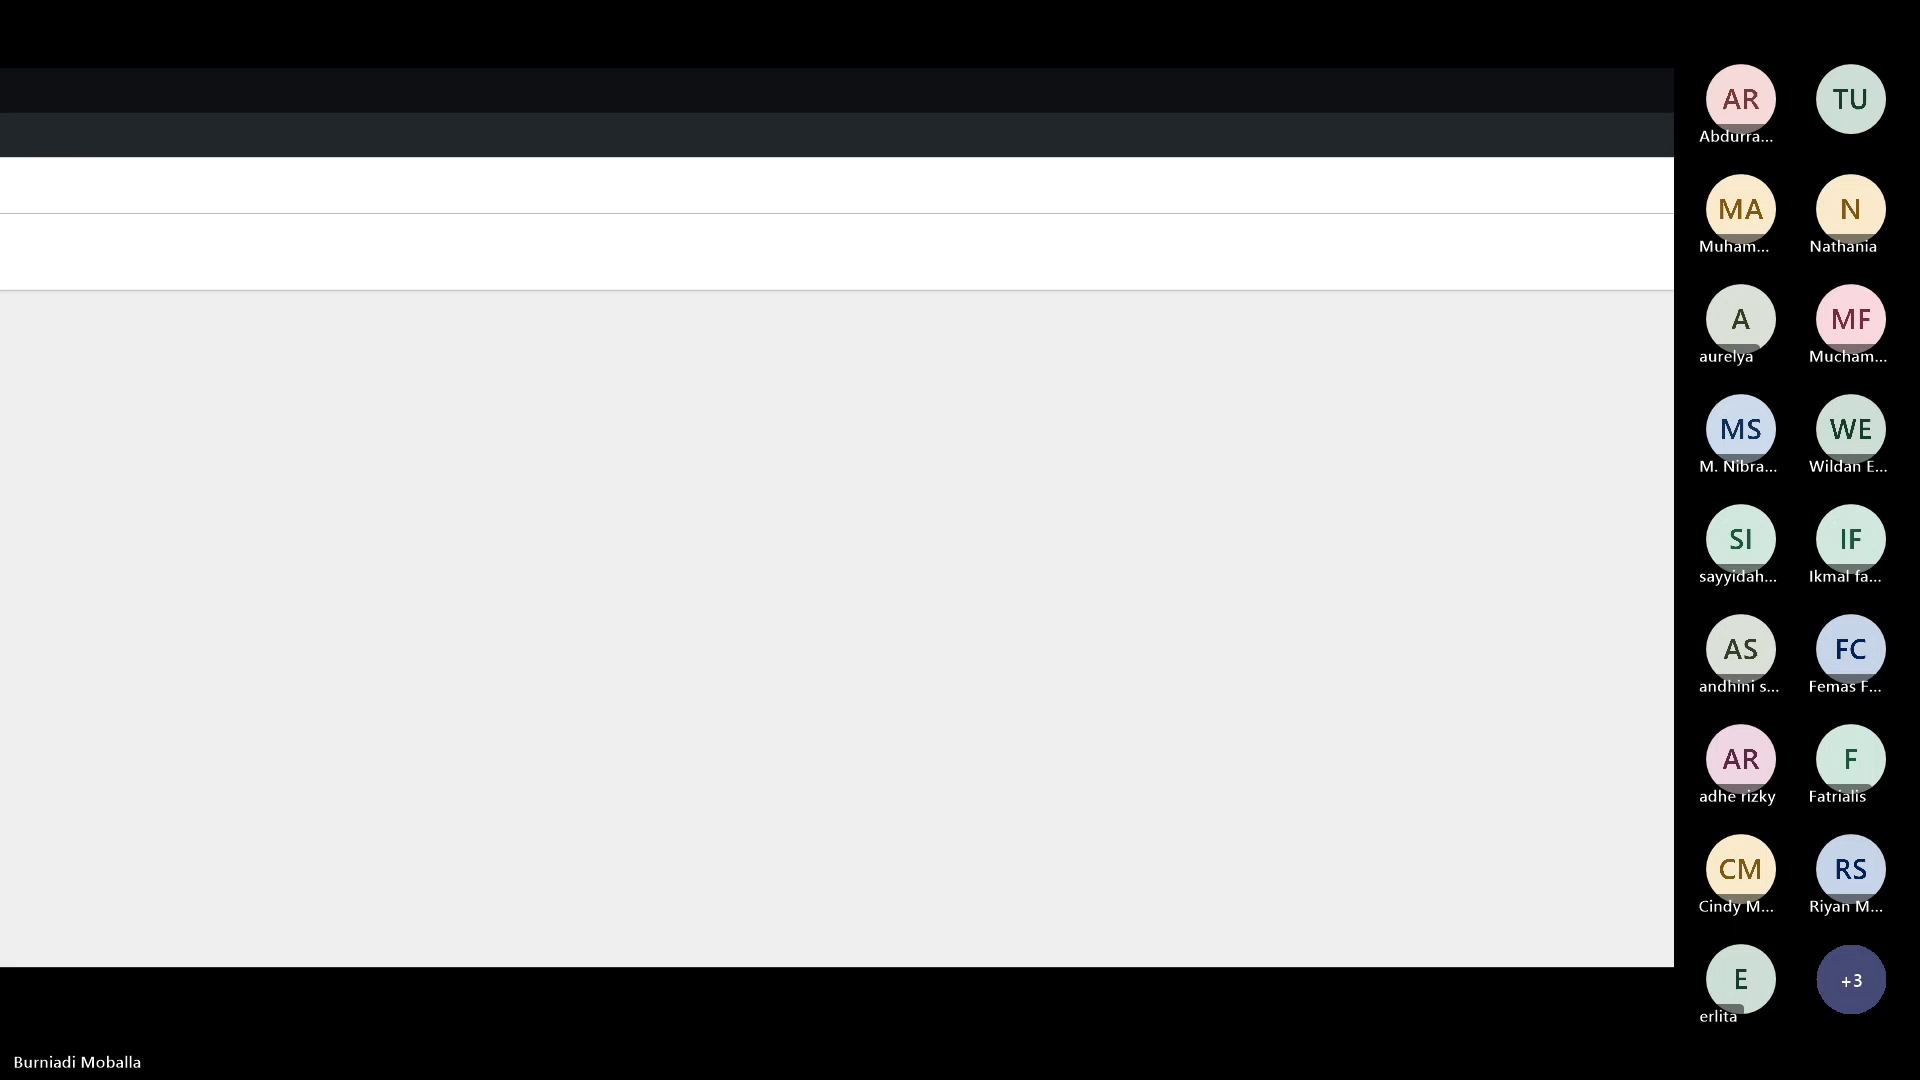 AR
Abdurra...
TU
MA
Muham...
N
Nathania
A
aurelya
MF
Mucham...
MS
M. Nibra...
WE
Wildan E...
SI
sayyidah...
IF
Ikmal fa...
AS
andhini s...
FC
Femas F...
AR
adhe rizky
F
Fatrialis
CM
Cindy M...
RS
Riyan M...
E
erlita
+3
Burniadi Moballa